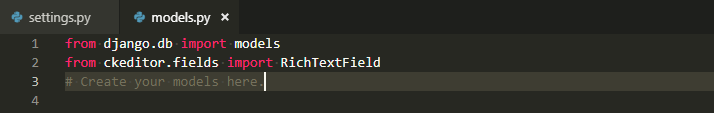 settings.py models.py ×
1 from django.db import models
2 from ckeditor.fields import RichTextField
3 # Create your models here.
4